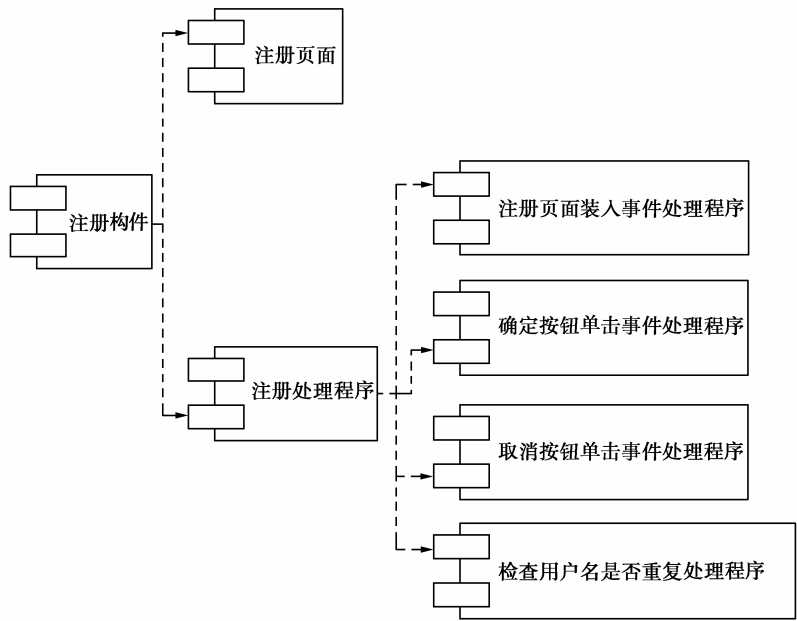 注册页面
注册构件
注册页面装入事件处理程序
确定按钮单击事件处理程序
注册处理程序
取消按钮单击事件处理程序
检查用户名是否重复处理程序